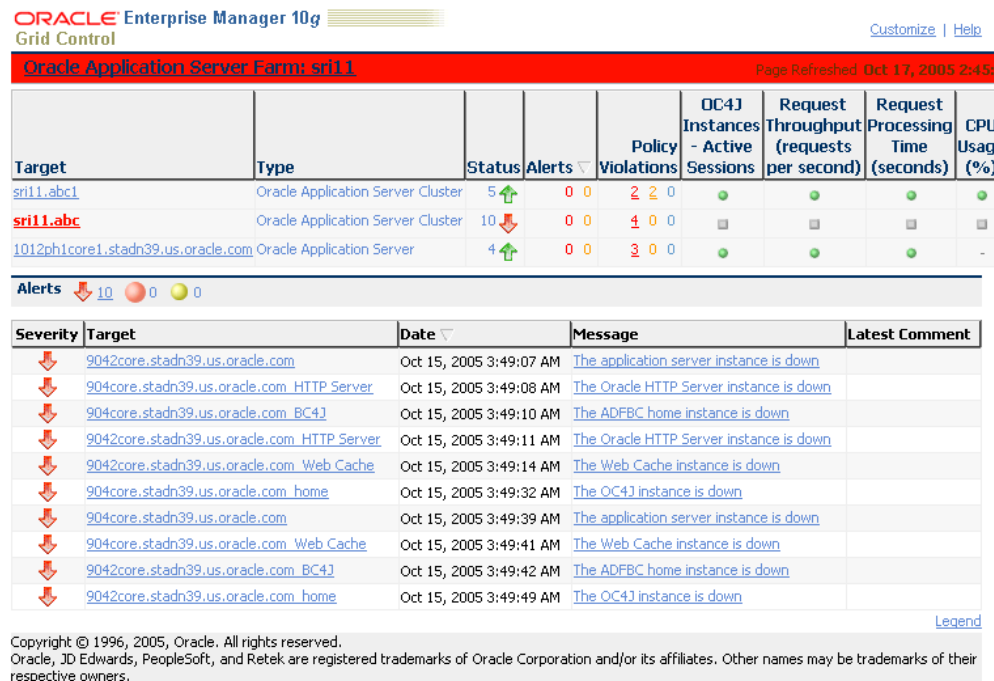 ORACLE Enterprise Manager 10g
Grid Control
Customize | Help
Oracle Application Server Farm: sri11 Page Refreshed Oct 17, 2005 2:45:
Target Type Status Alerts Policy Violations OC4J Instances - Active Sessions Request Throughput (requests per second) Request Processing Time (seconds) CPU Usag (%)
sri11.abc1 Oracle Application Server Cluster 5 0 0 2 2 0
sri11.abc Oracle Application Server Cluster 10 0 0 4 0 0
1012ph1core1.stadn39.us.oracle.com Oracle Application Server 4 0 0 3 0 0 -
Alerts 10 0 0
Severity Target Date Message Latest Comment
9042core.stadn39.us.oracle.com Oct 15, 2005 3:49:07 AM The application server instance is down
904core.stadn39.us.oracle.com_HTTP Server Oct 15, 2005 3:49:08 AM The Oracle HTTP Server instance is down
904core.stadn39.us.oracle.com_BC4J Oct 15, 2005 3:49:10 AM The ADFBC home instance is down
9042core.stadn39.us.oracle.com_HTTP Server Oct 15, 2005 3:49:11 AM The Oracle HTTP Server instance is down
9042core.stadn39.us.oracle.com_Web Cache Oct 15, 2005 3:49:14 AM The Web Cache instance is down
904core.stadn39.us.oracle.com_home Oct 15, 2005 3:49:32 AM The OC4J instance is down
904core.stadn39.us.oracle.com Oct 15, 2005 3:49:39 AM The application server instance is down
904core.stadn39.us.oracle.com_Web Cache Oct 15, 2005 3:49:41 AM The Web Cache instance is down
9042core.stadn39.us.oracle.com_BC4J Oct 15, 2005 3:49:42 AM The ADFBC home instance is down
9042core.stadn39.us.oracle.com_home Oct 15, 2005 3:49:49 AM The OC4J instance is down
Legend
Copyright © 1996, 2005, Oracle. All rights reserved.
Oracle, JD Edwards, PeopleSoft, and Retek are registered trademarks of Oracle Corporation and/or its affiliates. Other names may be trademarks of their
respective owners.